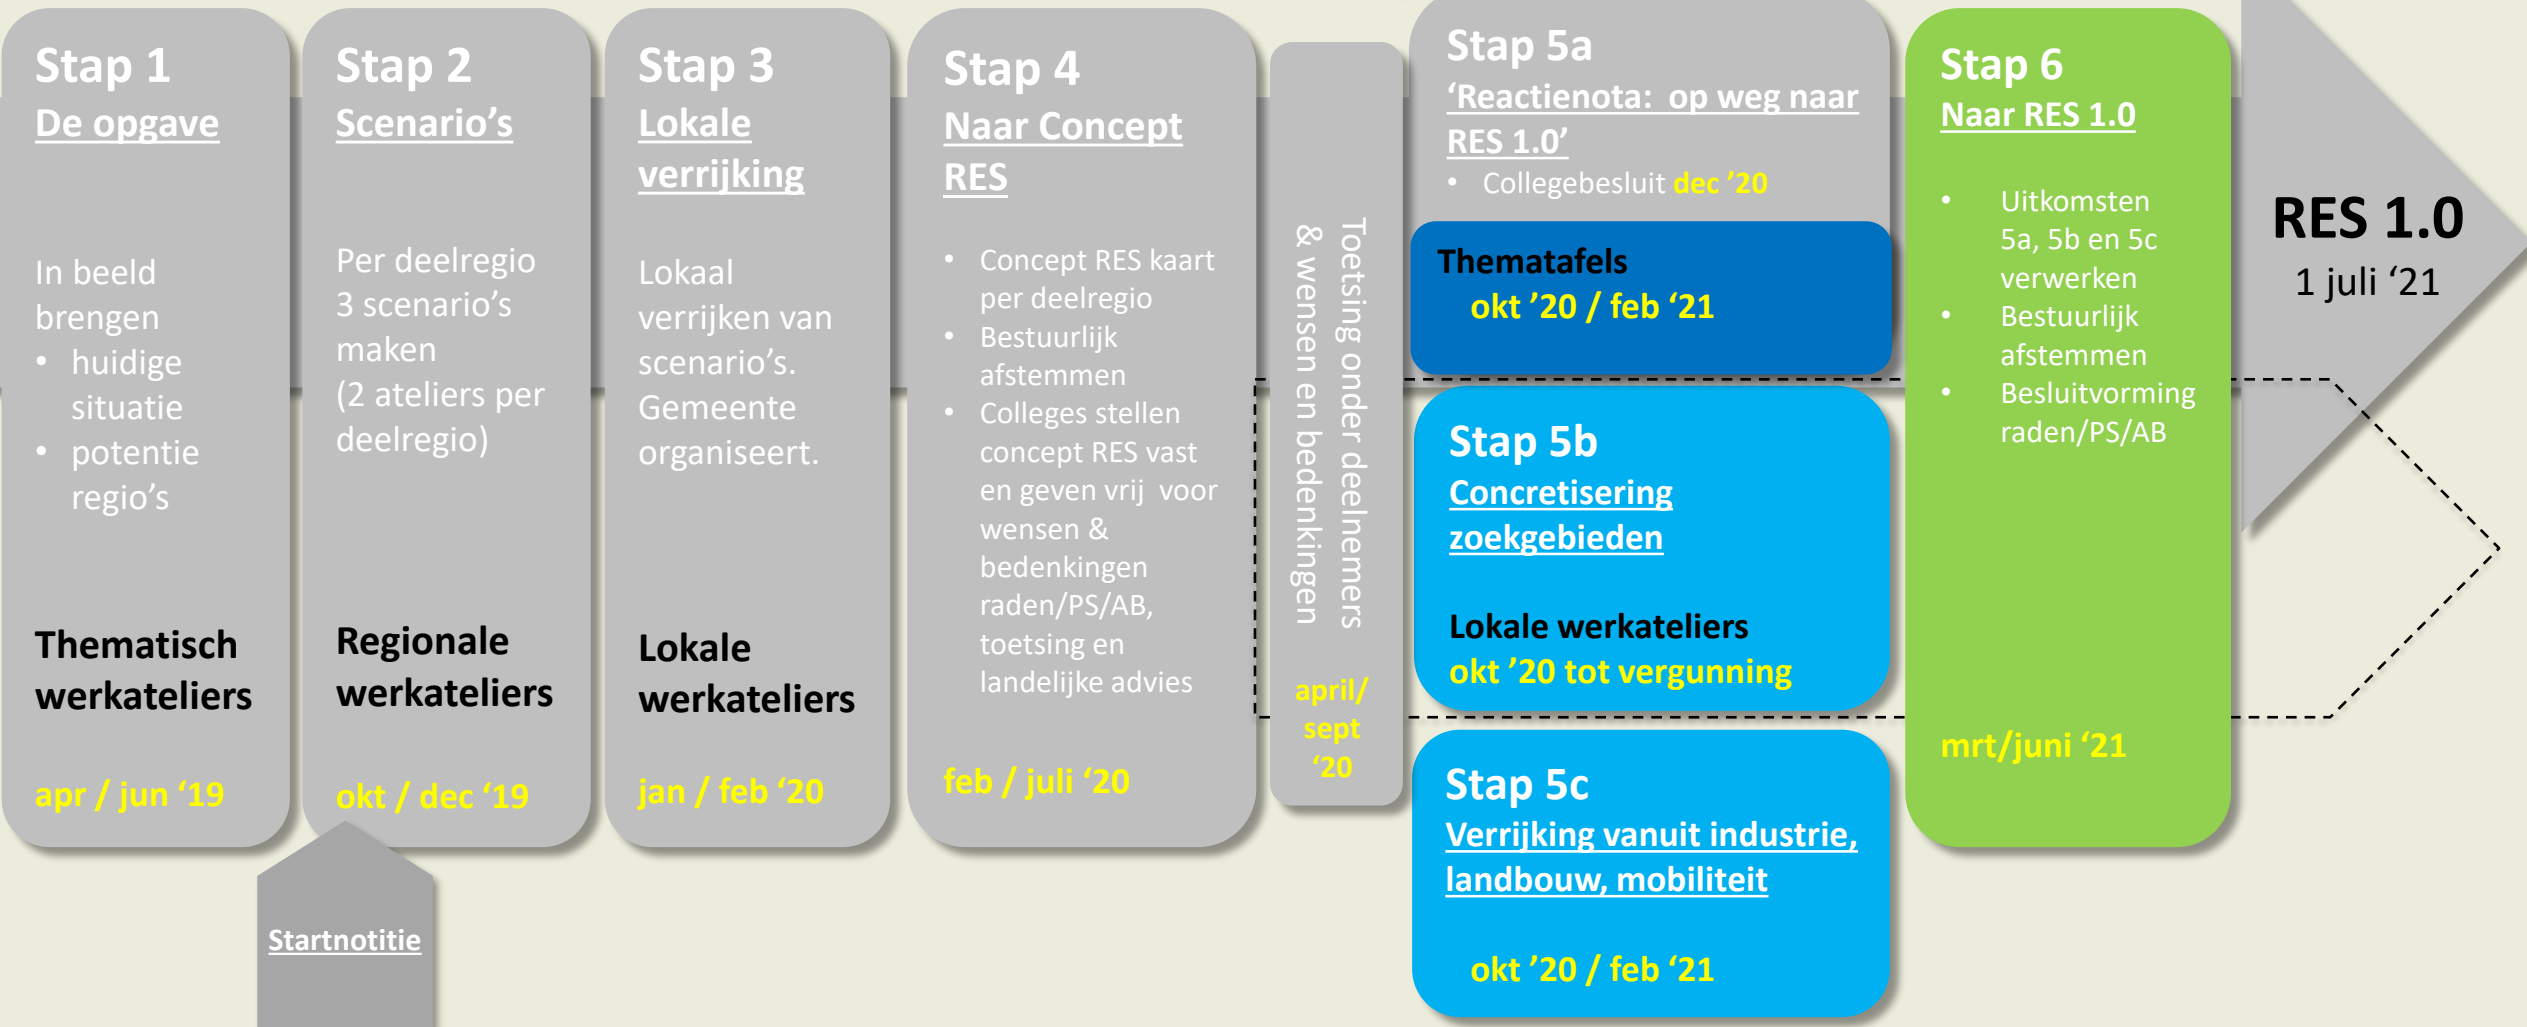 Stap 1
De opgave
In beeld
brengen
• huidige
situatie
• potentie
regio's
Thematisch
werkateliers
apr / jun ‘19
Stap 2
Scenario’s
Per deelregio
3 scenario’s
maken
(2 ateliers per
deelregio)
Regionale
werkateliers
okt / dec ‘19
Startnotitie
Stap 3
Lokale
verrijking
Lokaal
verrijken van
scenario’s.
Gemeente
organiseert.
Lokale
werkateliers
jan / feb ‘20
Stap 4
Naar Concept
RES
• Concept RES kaart
per deelregio
• Bestuurlijk
afstemmen
• Colleges stellen
concept RES vast
en geven vrij voor
wensen &
bedenkingen
raden/PS/AB,
toetsing en
landelijke advies
feb / juli ‘20
Toetsing onder deelnemers
& wensen en bedenkingen
april/
sept
‘20
Stap 5a
‘Reactienota: op weg naar
RES 1.0’
• Collegebesluit dec ’20
Thematafels
okt ’20 / feb ‘21
Stap 5b
Concretisering
zoekgebieden
Lokale werkateliers
okt ’20 tot vergunning
Stap 5c
Verrijking vanuit industrie,
landbouw, mobiliteit
okt ’20 / feb ‘21
Stap 6
Naar RES 1.0
• Uitkomsten
5a, 5b en 5c
verwerken
• Bestuurlijk
afstemmen
• Besluitvorming
raden/PS/AB
mrt/juni ‘21
RES 1.0
1 juli ‘21